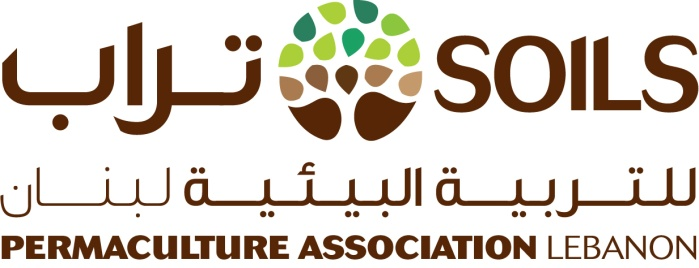 تراب SOILS
للتربية البيئية لبنان
PERMACULTURE ASSOCIATION LEBANON